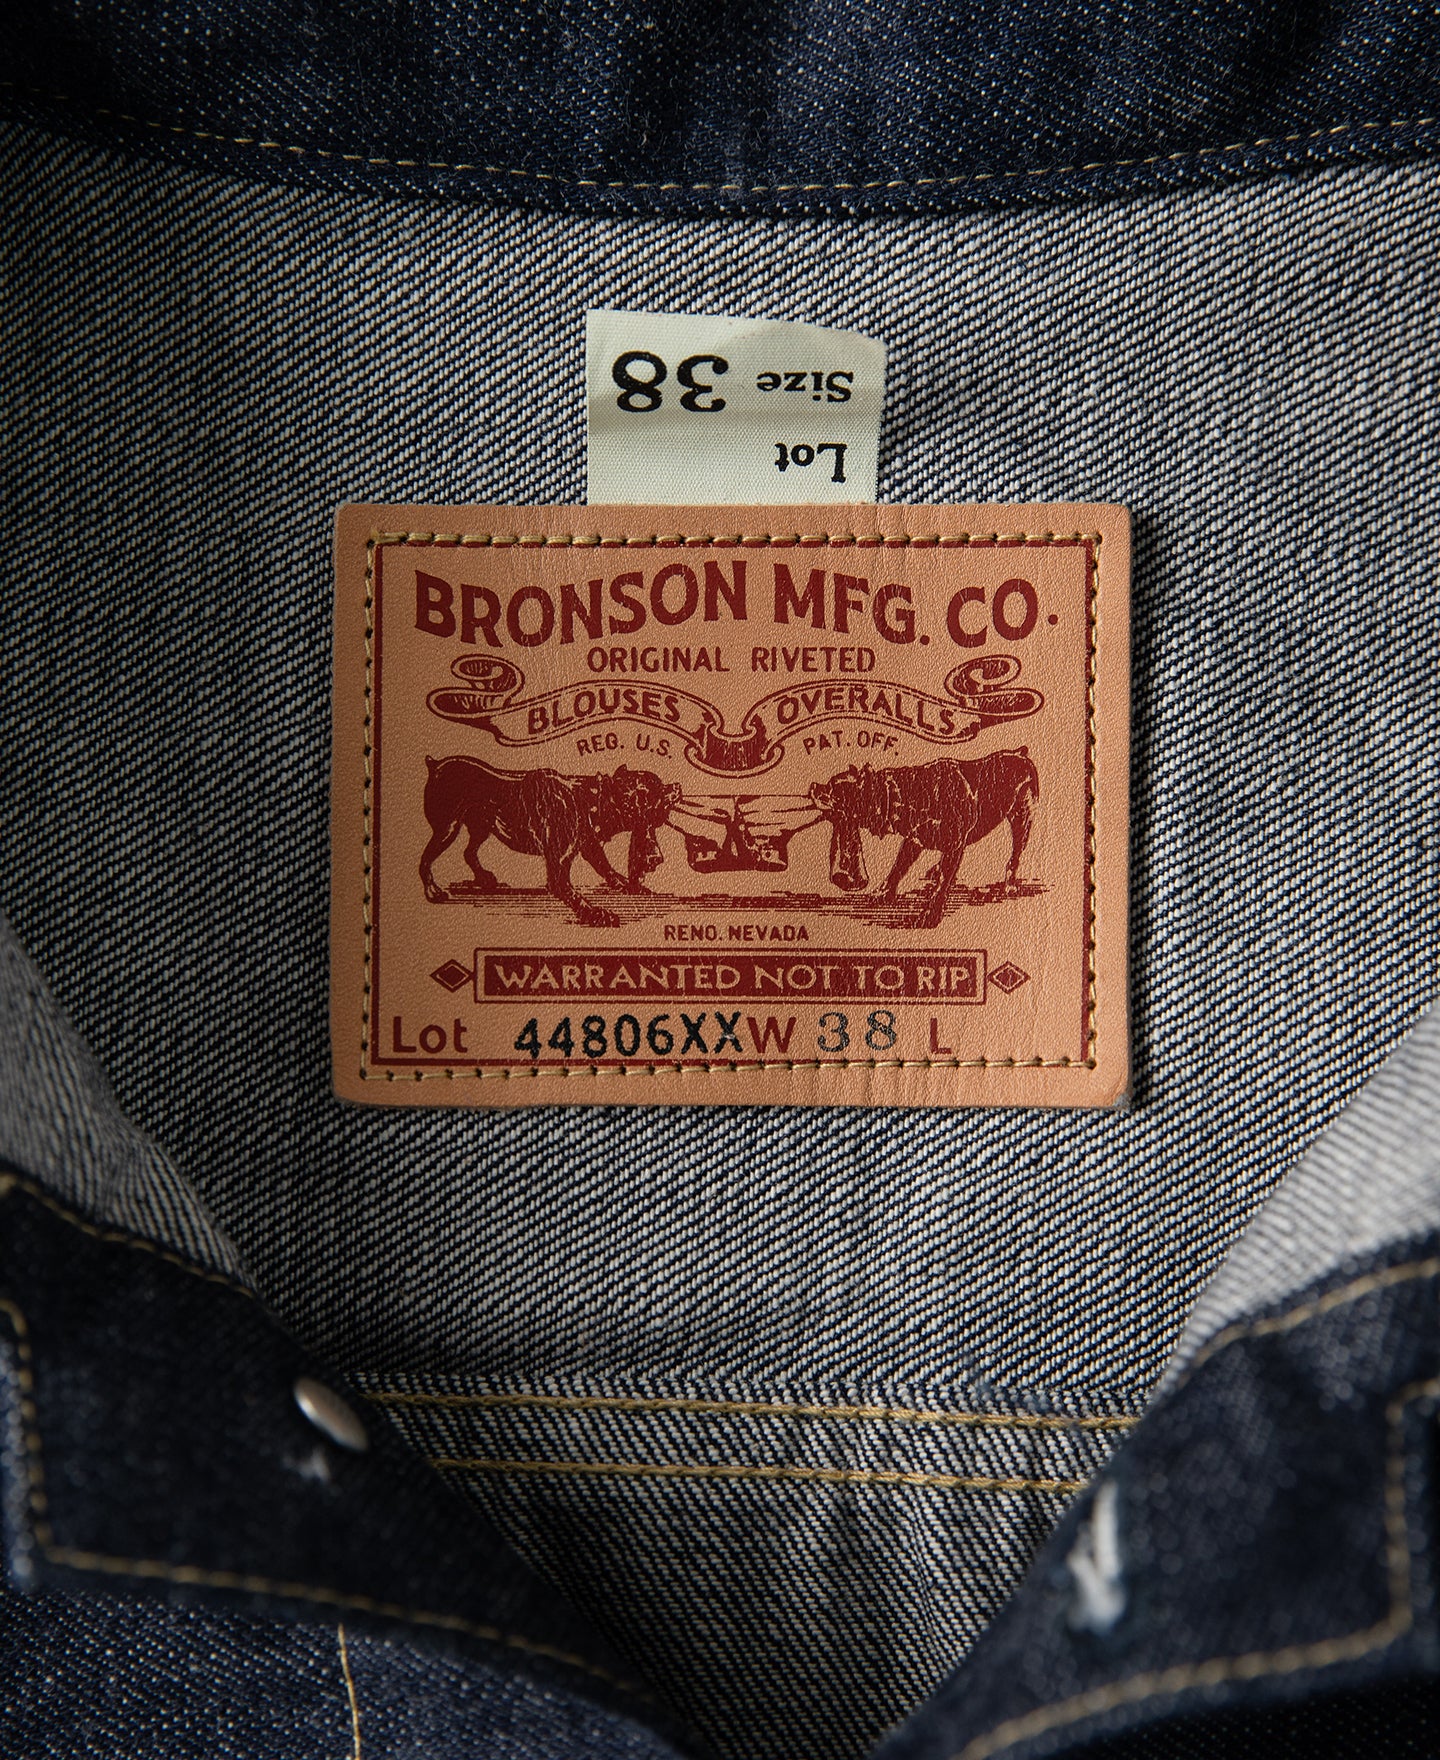 Lot
Size 38
BRONSON MFG. CO.
ORIGINAL RIVETED
BLOUSES OVERALLS
REG. U.S. PAT. OFF.
RENO. NEVADA
WARRANTED NOT TO RIP
Lot 44806XX W 38 L